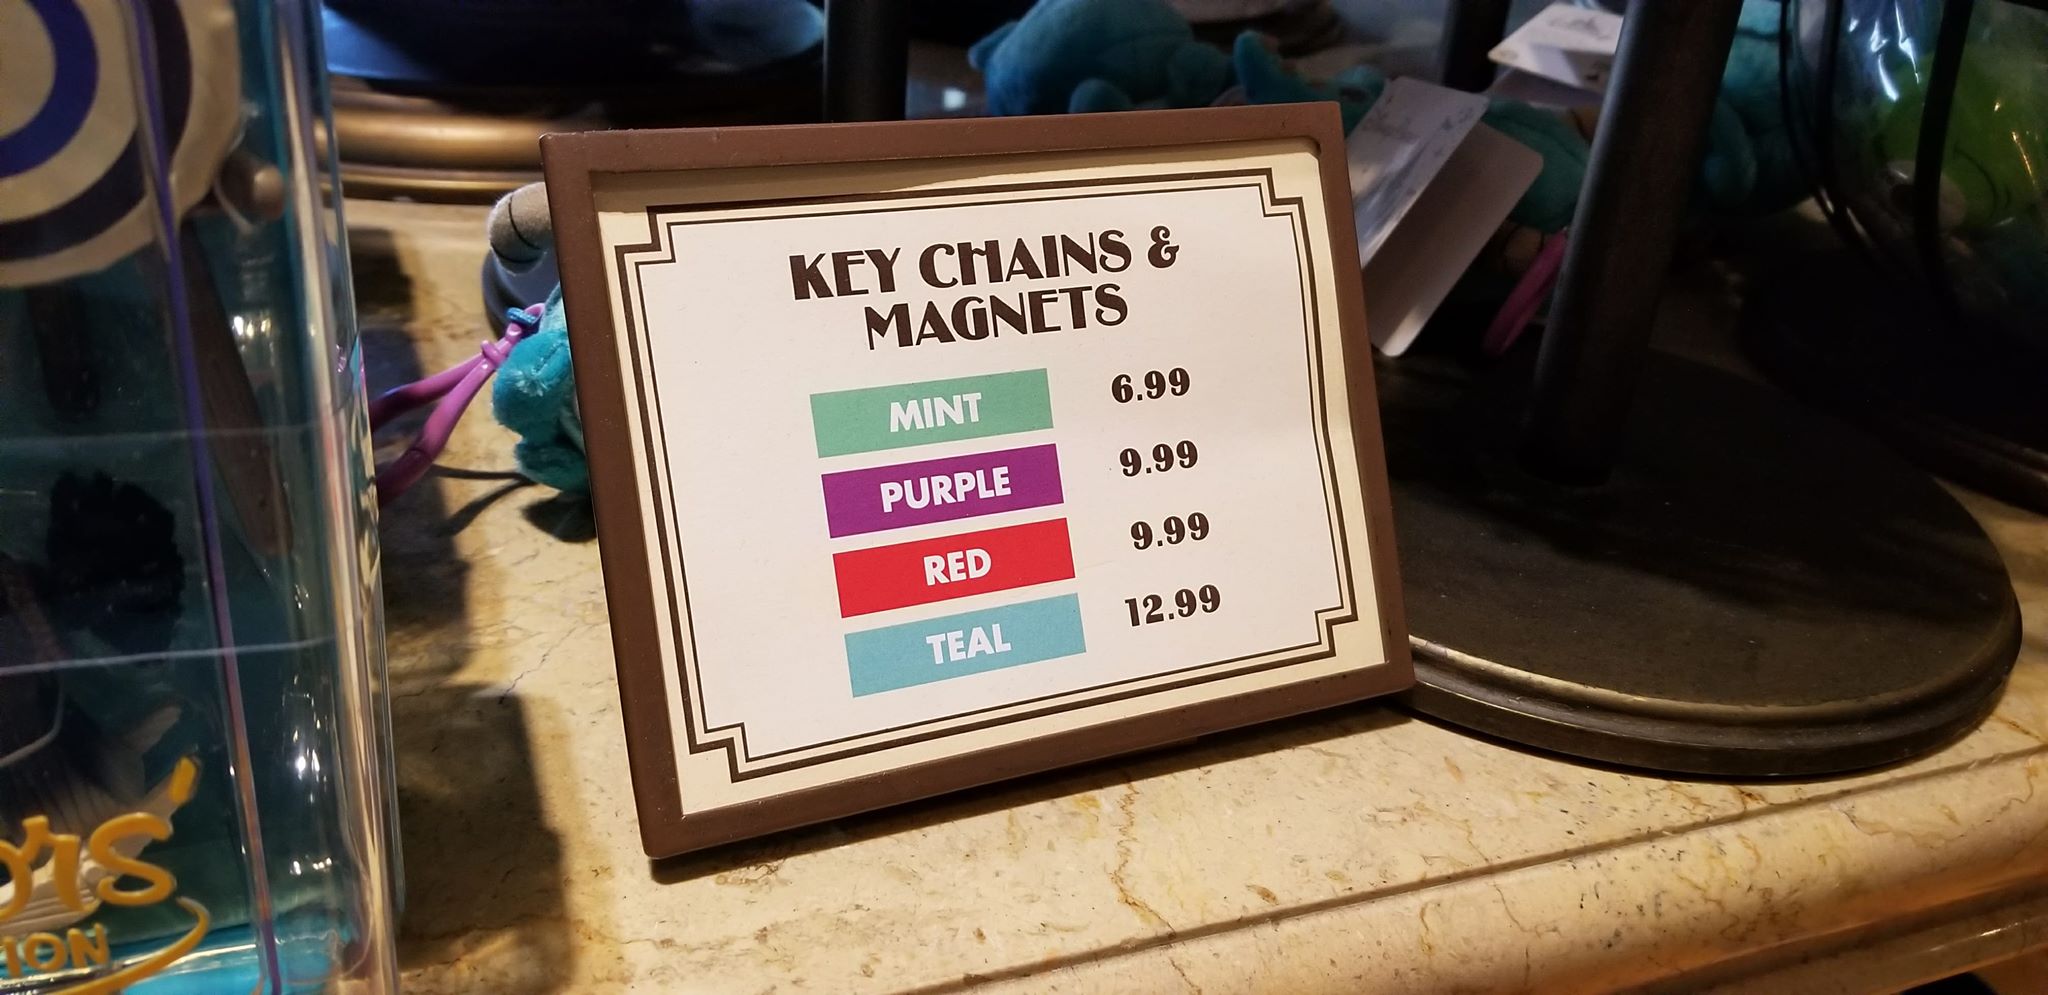 KEY CHAINS &
MAGNETS
MINT 6.99
PURPLE 9.99
RED 9.99
TEAL 12.99